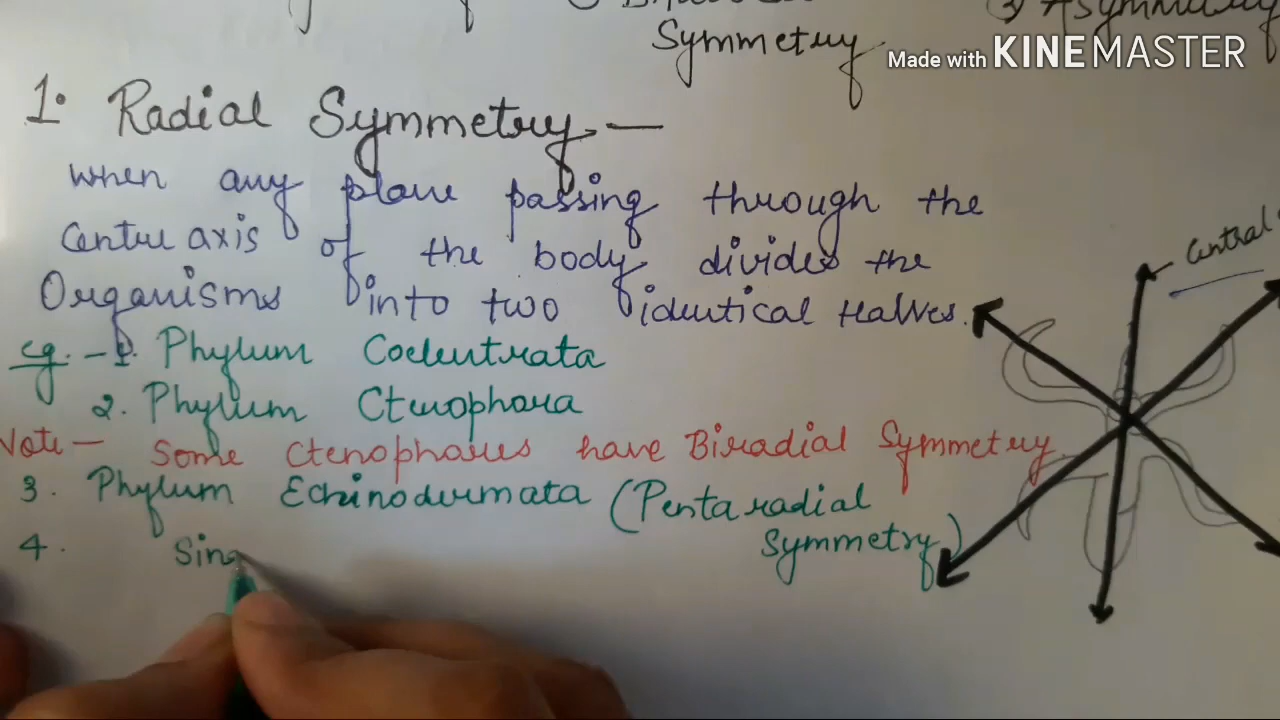 Symmetry
Made with KINEMASTER
1. Radial Symmetry —
When any plane passing through the
Centre axis of the body divides the
Organisms into two identical Halves.
Central
eg. - 1. Phylum Coelentrata
2. Phylum Ctenophora
Note — Some Ctenophores have Biradial Symmetry
3. Phylum Echinodermata (Pentaradial
Symmetry)
4. Sing